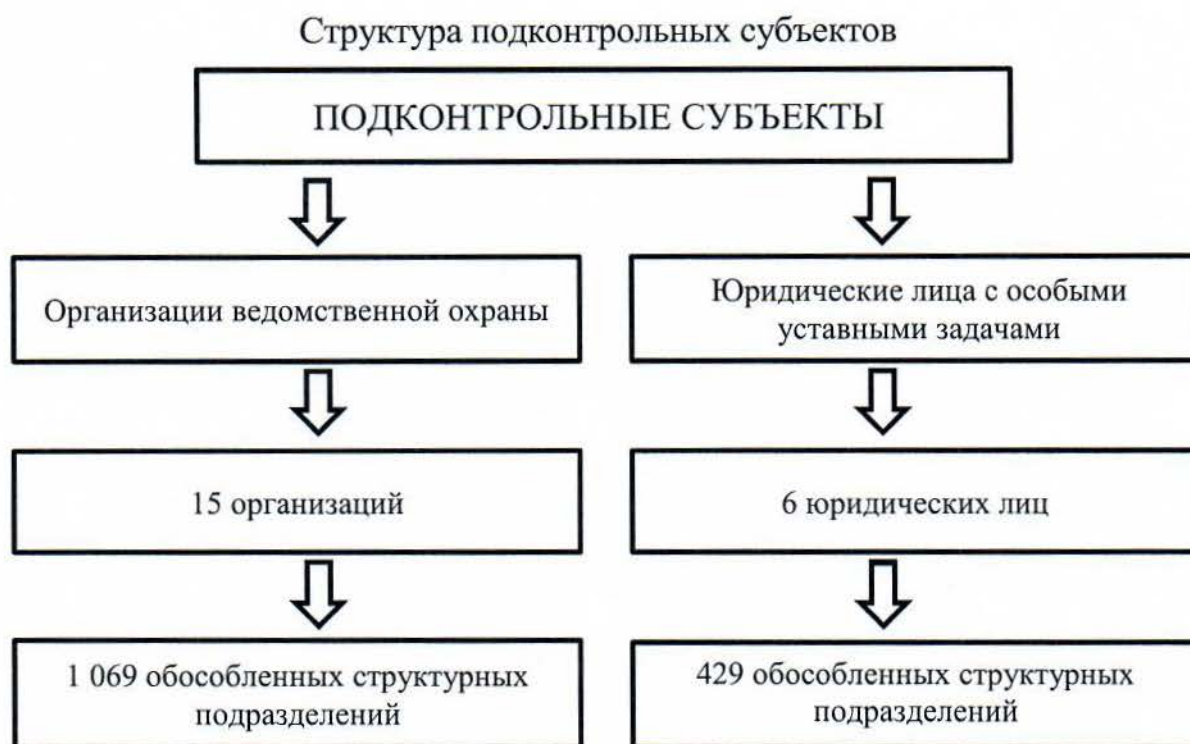 Структура подконтрольных субъектов
ПОДКОНТРОЛЬНЫЕ СУБЪЕКТЫ
Организации ведомственной охраны
Юридические лица с особыми
уставными задачами
15 организаций
6 юридических лиц
1 069 обособленных структурных
подразделений
429 обособленных структурных
подразделений